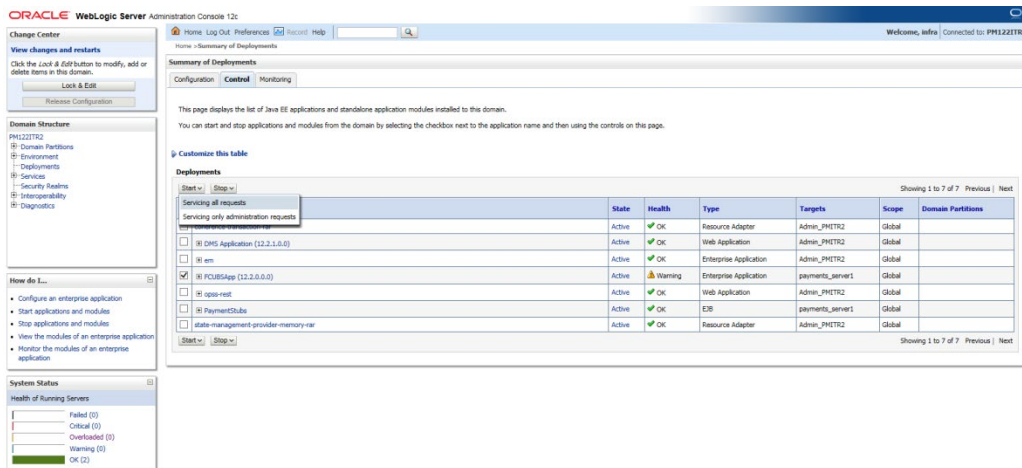 ORACLE WebLogic Server Administration Console 12c
Change Center
View changes and restarts
Click the Lock & Edit button to modify, add or
delete items in this domain.
Lock & Edit
Release Configuration
Domain Structure
PM122ITR2
Domain Partitions
Environment
Deployments
Services
Security Realms
Interoperability
Diagnostics
How do I...
Configure an enterprise application
Start applications and modules
Stop applications and modules
View the modules of an enterprise application
Monitor the modules of an enterprise
application
System Status
Health of Running Servers
Failed (0)
Critical (0)
Overloaded (0)
Warning (0)
OK (2)
Home Log Out Preferences Record Help
Welcome, infra Connected to: PM122ITR
Home >Summary of Deployments
Summary of Deployments
Configuration Control Monitoring
This page displays the list of Java EE applications and standalone application modules installed to this domain.
You can start and stop applications and modules from the domain by selecting the checkbox next to the application name and then using the controls on this page.
Customize this table
Deployments
Start Stop Showing 1 to 7 of 7 Previous | Next
Servicing all requests
Servicing only administration requests
State Health Type Targets Scope Domain Partitions
coherence-transaction-rar Active OK Resource Adapter Admin_PMITR2 Global
DMS Application (12.2.1.0.0) Active OK Web Application Admin_PMITR2 Global
em Active OK Enterprise Application Admin_PMITR2 Global
FCUBSApp (12.2.0.0.0) Active Warning Enterprise Application payments_server1 Global
opss-rest Active OK Web Application Admin_PMITR2 Global
PaymentStubs Active OK EJB payments_server1 Global
state-management-provider-memory-rar Active OK Resource Adapter Admin_PMITR2 Global
Start Stop Showing 1 to 7 of 7 Previous | Next